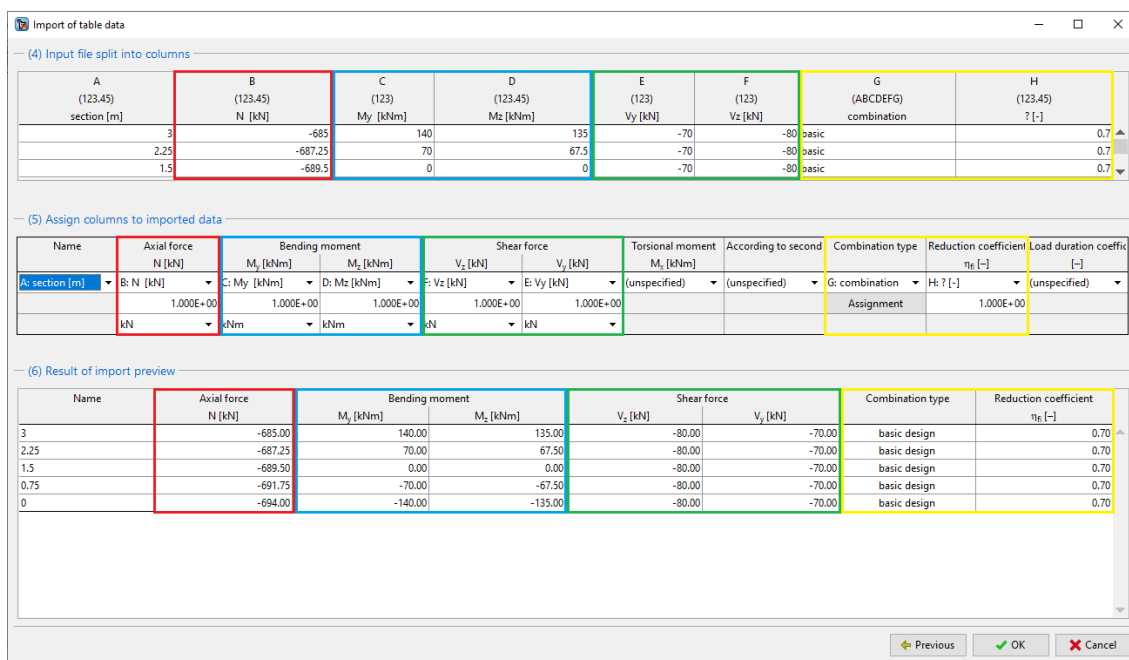 Import of table data
(4) Input file split into columns
A B C D E F G H
(123.45) (123.45) (123) (123.45) (123) (123) (ABCDEFG) (123.45)
section [m] N [kN] My [kNm] Mz [kNm] Vy [kN] Vz [kN] combination ? [-]
3 -685 140 135 -70 -80 basic 0.7
2.25 -687.25 70 67.5 -70 -80 basic 0.7
1.5 -689.5 0 0 -70 -80 basic 0.7
(5) Assign columns to imported data
Name Axial force Bending moment Shear force Torsional moment According to second Combination type Reduction coefficient Load duration coeffic
N [kN] My [kNm] Mz [kNm] Vz [kN] Vy [kN] Mx [kNm] ηfi [–] [–]
A: section [m] B: N [kN] C: My [kNm] D: Mz [kNm] F: Vz [kN] E: Vy [kN] (unspecified) (unspecified) G: combination H: ? [-] (unspecified)
1.000E+00 1.000E+00 1.000E+00 1.000E+00 1.000E+00 Assignment 1.000E+00
kN kNm kNm kN kN
(6) Result of import preview
Name Axial force Bending moment Shear force Combination type Reduction coefficient
N [kN] My [kNm] Mz [kNm] Vz [kN] Vy [kN] ηfi [–]
3 -685.00 140.00 135.00 -80.00 -70.00 basic design 0.70
2.25 -687.25 70.00 67.50 -80.00 -70.00 basic design 0.70
1.5 -689.50 0.00 0.00 -80.00 -70.00 basic design 0.70
0.75 -691.75 -70.00 -67.50 -80.00 -70.00 basic design 0.70
0 -694.00 -140.00 -135.00 -80.00 -70.00 basic design 0.70
Previous OK Cancel